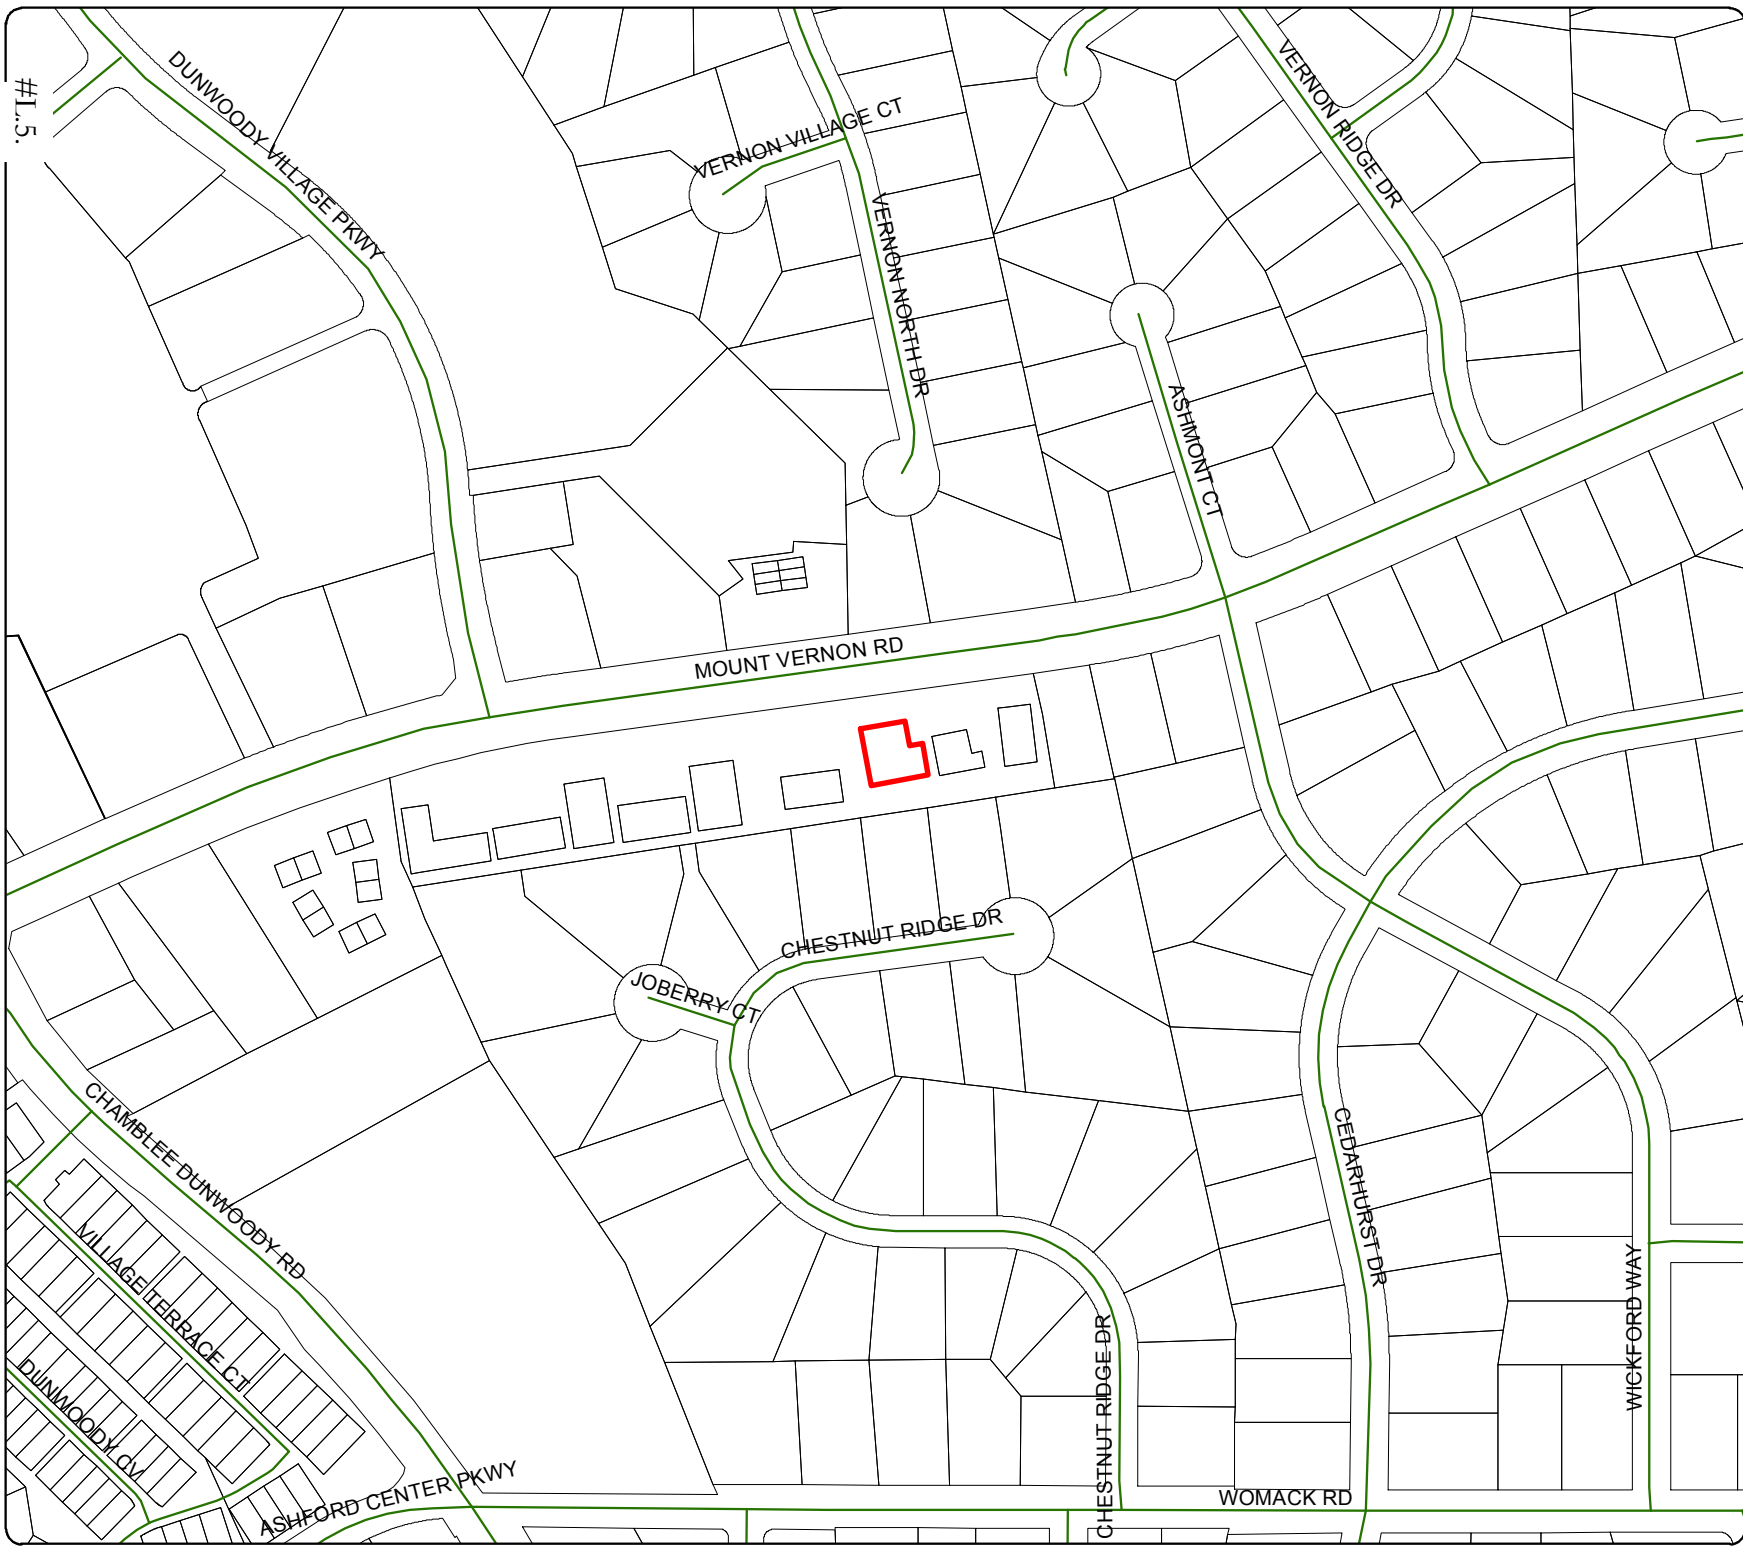 #L.5.
DUNWOODY VILLAGE PKWY
VERNON VILLAGE CT
VERNON RIDGE DR
VERNON NORTH DR
ASHMONT CT
MOUNT VERNON RD
CHESTNUT RIDGE DR
JOBERRY CT
CHAMBLEE DUNWOODY RD
CEDARHURST DR
VILLAGE TERRACE CT
WICKFORD WAY
CHESTNUT RIDGE DR
DUNWOODY CV
ASHFORD CENTER PKWY
WOMACK RD